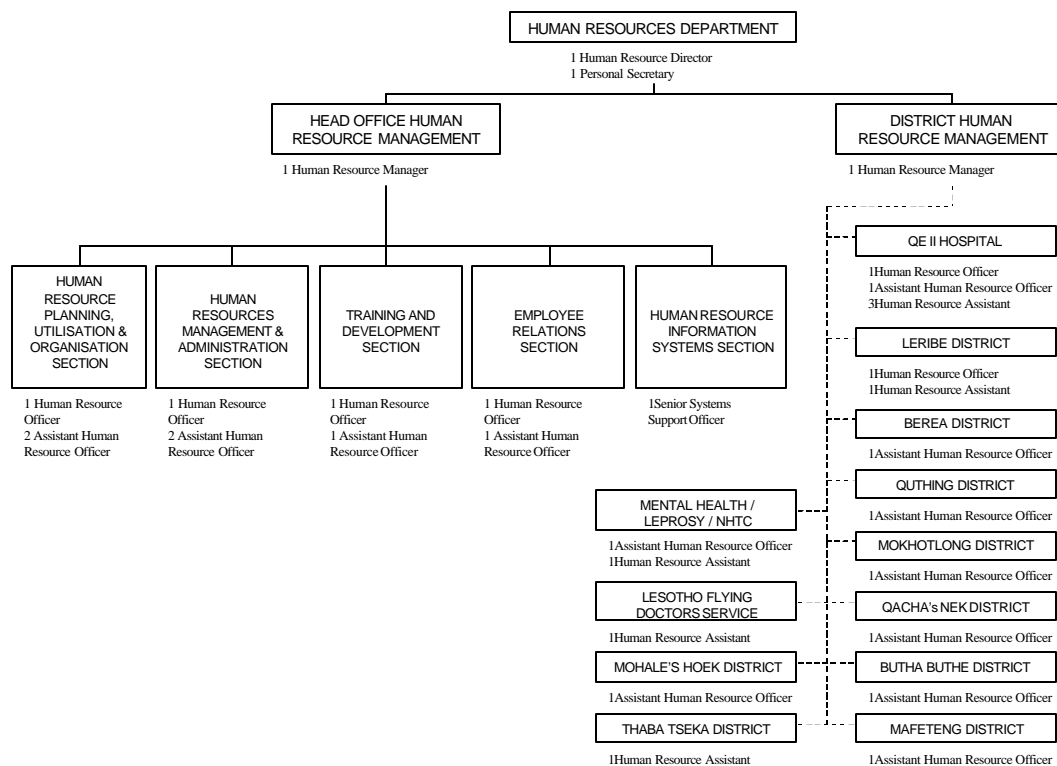 HUMAN RESOURCES DEPARTMENT
1 Human Resource Director
1 Personal Secretary
HEAD OFFICE HUMAN
RESOURCE MANAGEMENT
1 Human Resource Manager
DISTRICT HUMAN
RESOURCE MANAGEMENT
1 Human Resource Manager
HUMAN
RESOURCE
PLANNING,
UTILISATION &
ORGANISATION
SECTION
1 Human Resource
Officer
2 Assistant Human
Resource Officer
HUMAN
RESOURCES
MANAGEMENT &
ADMINISTRATION
SECTION
1 Human Resource
Officer
2 Assistant Human
Resource Officer
TRAINING AND
DEVELOPMENT
SECTION
1 Human Resource
Officer
1 Assistant Human
Resource Officer
EMPLOYEE
RELATIONS
SECTION
1 Human Resource
Officer
1 Assistant Human
Resource Officer
HUMAN RESOURCE
INFORMATION
SYSTEMS SECTION
1Senior Systems
Support Officer
QE II HOSPITAL
1Human Resource Officer
1Assistant Human Resource Officer
3Human Resource Assistant
LERIBE DISTRICT
1Human Resource Officer
1Human Resource Assistant
BEREA DISTRICT
1Assistant Human Resource Officer
QUTHING DISTRICT
1Assistant Human Resource Officer
MENTAL HEALTH /
LEPROSY / NHTC
1Assistant Human Resource Officer
1Human Resource Assistant
MOKHOTLONG DISTRICT
1Assistant Human Resource Officer
LESOTHO FLYING
DOCTORS SERVICE
1Human Resource Assistant
QACHA's NEK DISTRICT
1Assistant Human Resource Officer
MOHALE'S HOEK DISTRICT
1Assistant Human Resource Officer
BUTHA BUTHE DISTRICT
1Assistant Human Resource Officer
THABA TSEKA DISTRICT
1Human Resource Assistant
MAFETENG DISTRICT
1Assistant Human Resource Officer